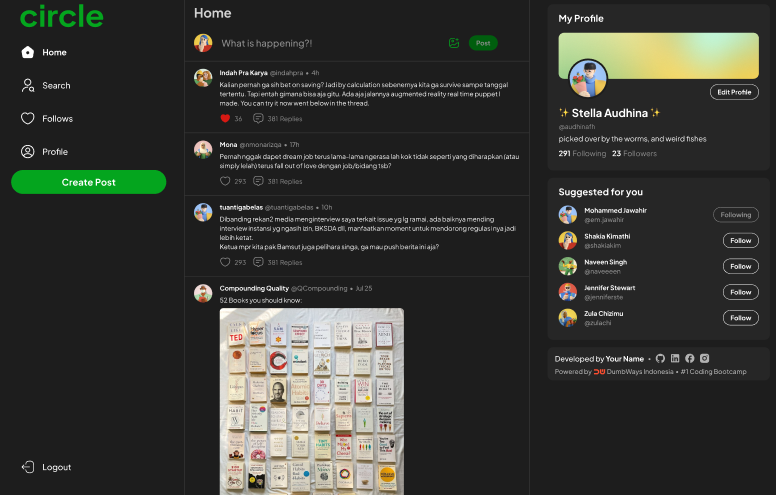 circle
Home
Search
Follows
Profile
Create Post
Logout
Home
What is happening?!
Post
Indah Pra Karya @indahpra • 4h
Kalian pernah ga sih bet on saving? Jadi by calculation sebenernya kita ga survive sampe tanggal
tertentu. Tapi entah gimana bisa aja gitu. Ada aja jalannya augmented reality real time puppet I
made. You can try it now went below in the thread.
36
381 Replies
Mona @nmonarizqa • 17h
Pernah nggak dapet dream job terus lama-lama ngerasa lah kok tidak seperti yang diharapkan (atau
simply lelah) terus fall out of love dengan job/bidang tsb?
293
381 Replies
tuantigabelas @tuantigabelas • 10h
Dibanding rekan2 media menginterview saya terkait issue yg lg ramai, ada baiknya mending
interview instansi yg ngasih izin, BKSDA dll, manfaatkan moment untuk mendorong regulasi nya jadi
lebih ketat.
Ketua mpr kita pak Bamsut juga pelihara singa, ga mau push berita ini aja?
293
381 Replies
Compounding Quality @QCompounding • Jul 25
52 Books you should know:
TED
My Profile
Edit Profile
✨ Stella Audhina ✨
@audhinafh
picked over by the worms, and weird fishes
291 Following 23 Followers
Suggested for you
Mohammed Jawahir
@em.jawahir
Following
Shakia Kimathi
@shakiakim
Follow
Naveen Singh
@naveeeen
Follow
Jennifer Stewart
@jenniferste
Follow
Zula Chizimu
@zulachi
Follow
Developed by Your Name •
Powered by DumbWays Indonesia • #1 Coding Bootcamp